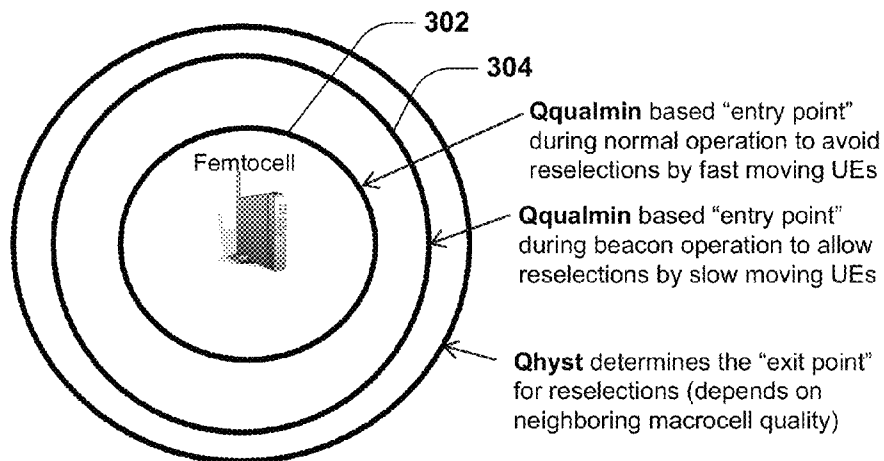 302
304
Femtocell
Qqualmin based “entry point”
during normal operation to avoid
reselections by fast moving UEs
Qqualmin based “entry point”
during beacon operation to allow
reselections by slow moving UEs
Qhyst determines the “exit point”
for reselections (depends on
neighboring macrocell quality)